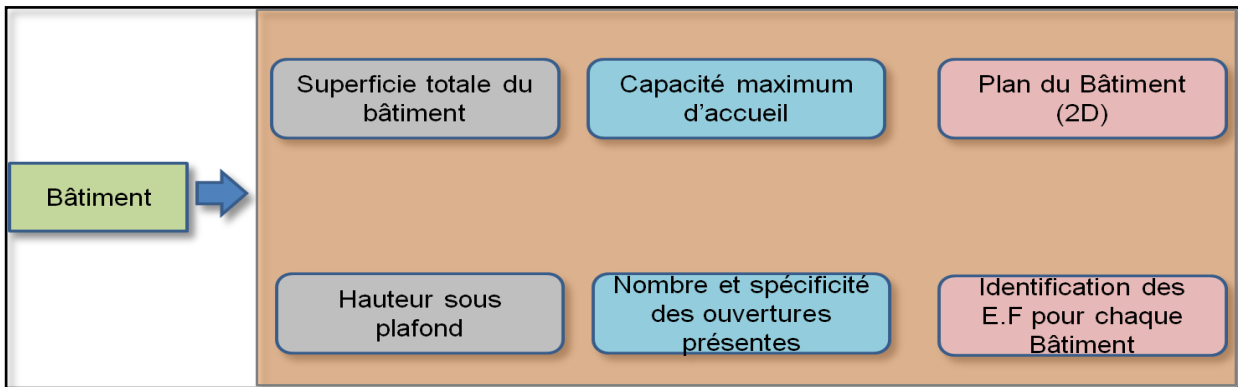 Bâtiment
Superficie totale du
bâtiment
Capacité maximum
d'accueil
Plan du Bâtiment
(2D)
Hauteur sous
plafond
Nombre et spécificité
des ouvertures
présentes
Identification des
E.F pour chaque
Bâtiment